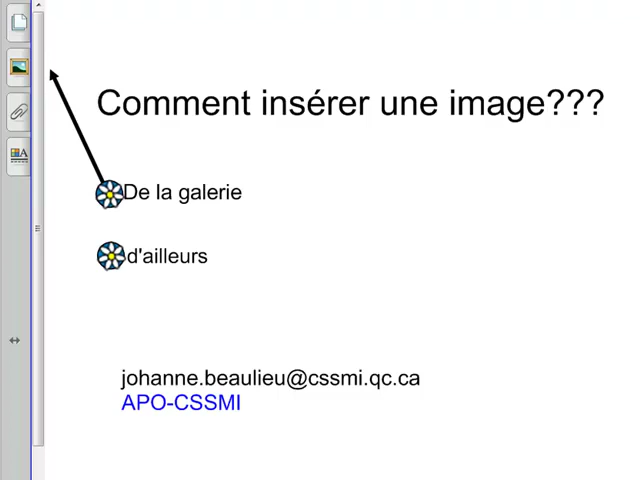 Comment insérer une image???
De la galerie
d'ailleurs
johanne.beaulieu@cssmi.qc.ca
APO-CSSMI